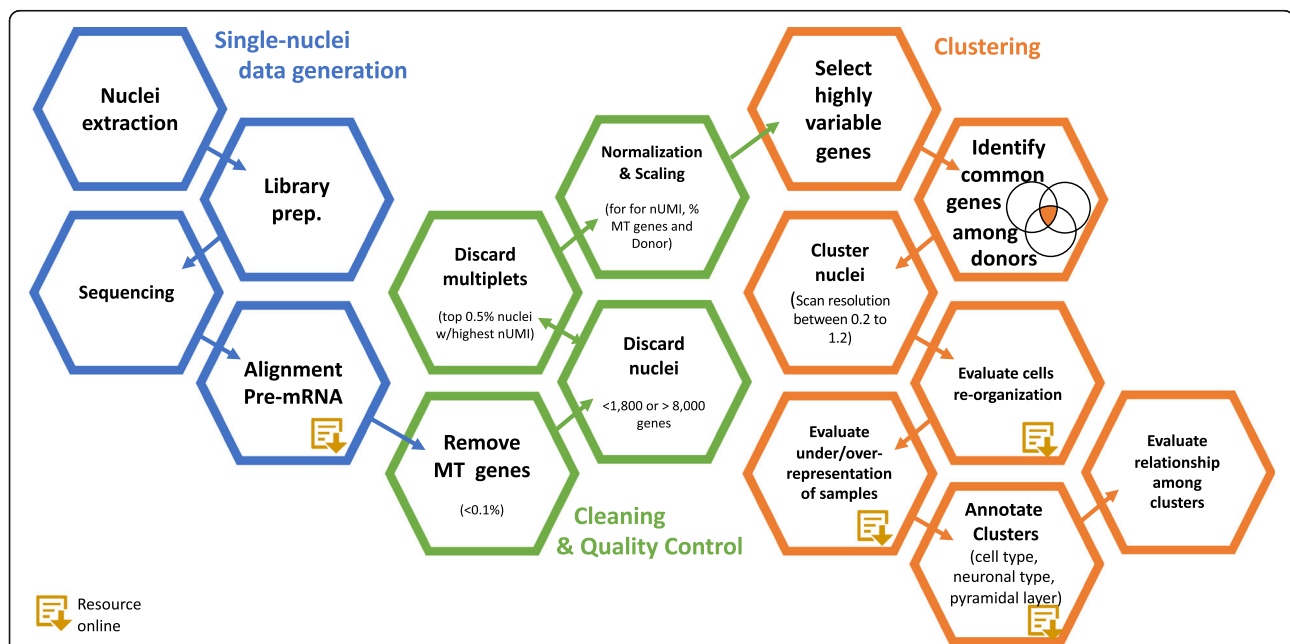 Single-nuclei
data generation
Nuclei
extraction
Library
prep.
Sequencing
Alignment
Pre-mRNA
Remove
MT genes
(<0.1%)
Discard
nuclei
<1,800 or > 8,000
genes
Discard
multiplets
(top 0.5% nuclei
w/highest nUMI)
Normalization
& Scaling
(for for nUMI, %
MT genes and
Donor)
Cleaning
& Quality Control
Clustering
Select
highly
variable
genes
Identify
common
genes
among
donors
Cluster
nuclei
(Scan resolution
between 0.2 to
1.2)
Evaluate cells
re-organization
Evaluate
under/over-
representation
of samples
Annotate
Clusters
(cell type,
neuronal type,
pyramidal layer)
Evaluate
relationship
among
clusters
Resource
online